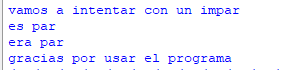 vamos a intentar con un impar
es par
era par
gracias por usar el programa